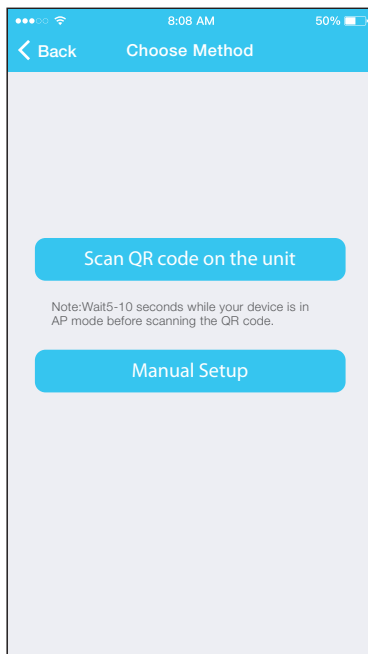 8:08 AM
50%
Back
Choose Method
Scan QR code on the unit
Note:Wait5-10 seconds while your device is in
AP mode before scanning the QR code.
Manual Setup